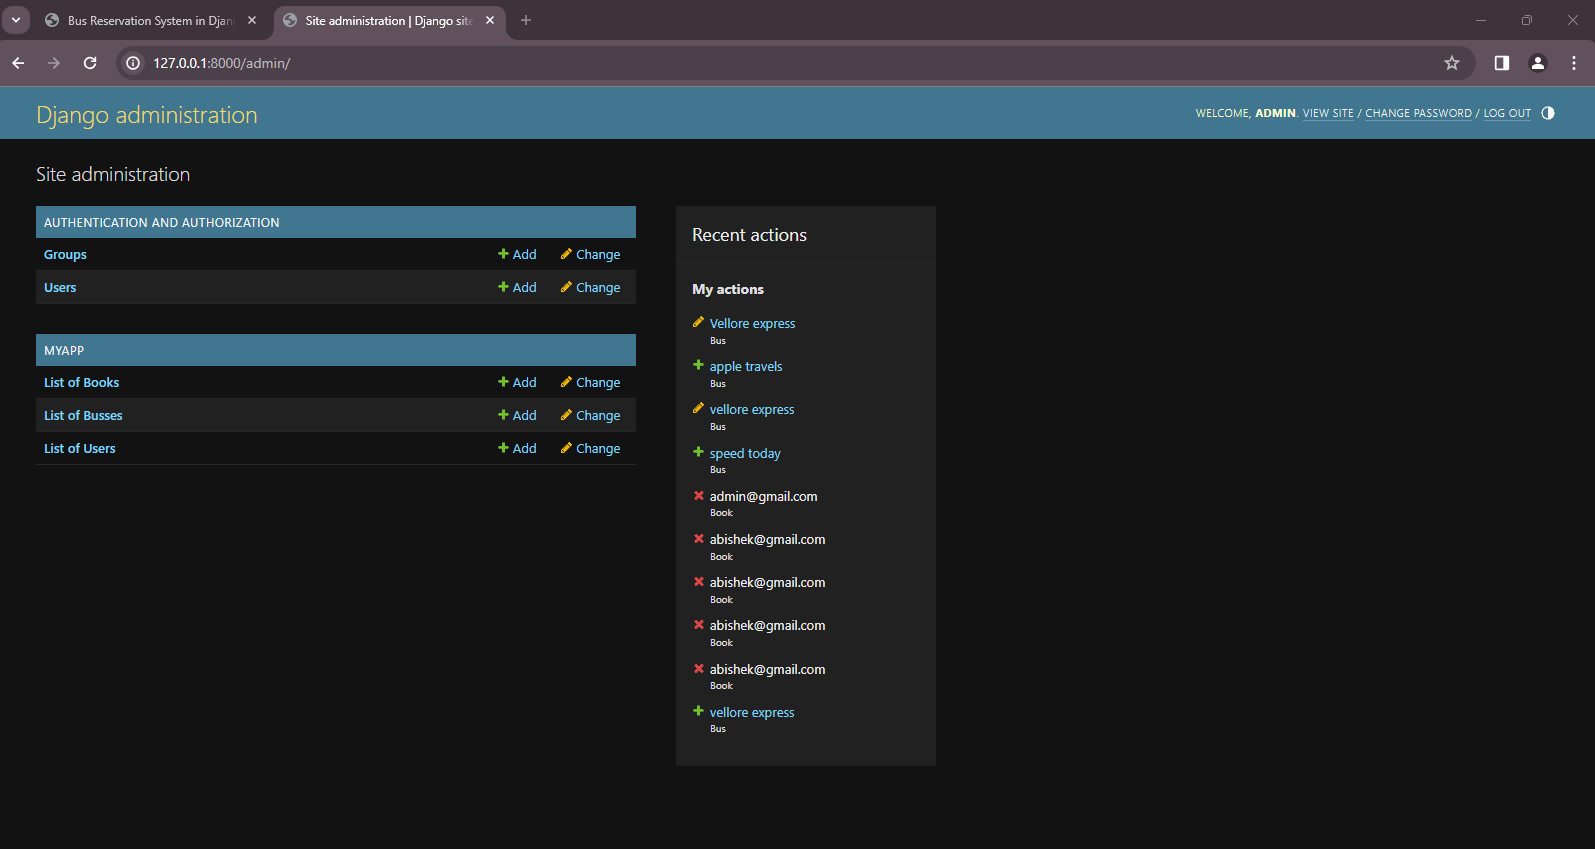 Bus Reservation System in Djan
Site administration | Django site
127.0.0.1:8000/admin/
Django administration
WELCOME, ADMIN. VIEW SITE / CHANGE PASSWORD / LOG OUT
Site administration
AUTHENTICATION AND AUTHORIZATION
Groups Add Change
Users Add Change
MYAPP
List of Books Add Change
List of Busses Add Change
List of Users Add Change
Recent actions
My actions
Vellore express
Bus
apple travels
Bus
vellore express
Bus
speed today
Bus
admin@gmail.com
Book
abishek@gmail.com
Book
abishek@gmail.com
Book
abishek@gmail.com
Book
abishek@gmail.com
Book
vellore express
Bus